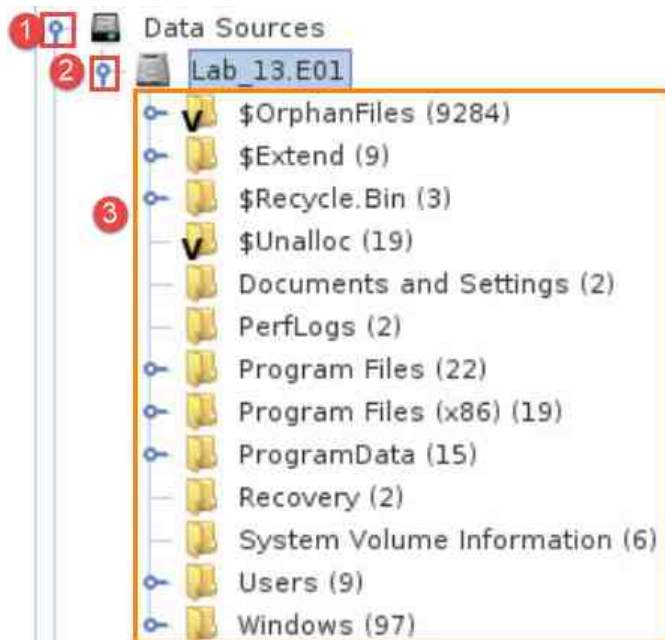 1 Data Sources
2 Lab_13.E01
V $OrphanFiles (9284)
$Extend (9)
3 $Recycle.Bin (3)
V $Unalloc (19)
Documents and Settings (2)
PerfLogs (2)
Program Files (22)
Program Files (x86) (19)
ProgramData (15)
Recovery (2)
System Volume Information (6)
Users (9)
Windows (97)